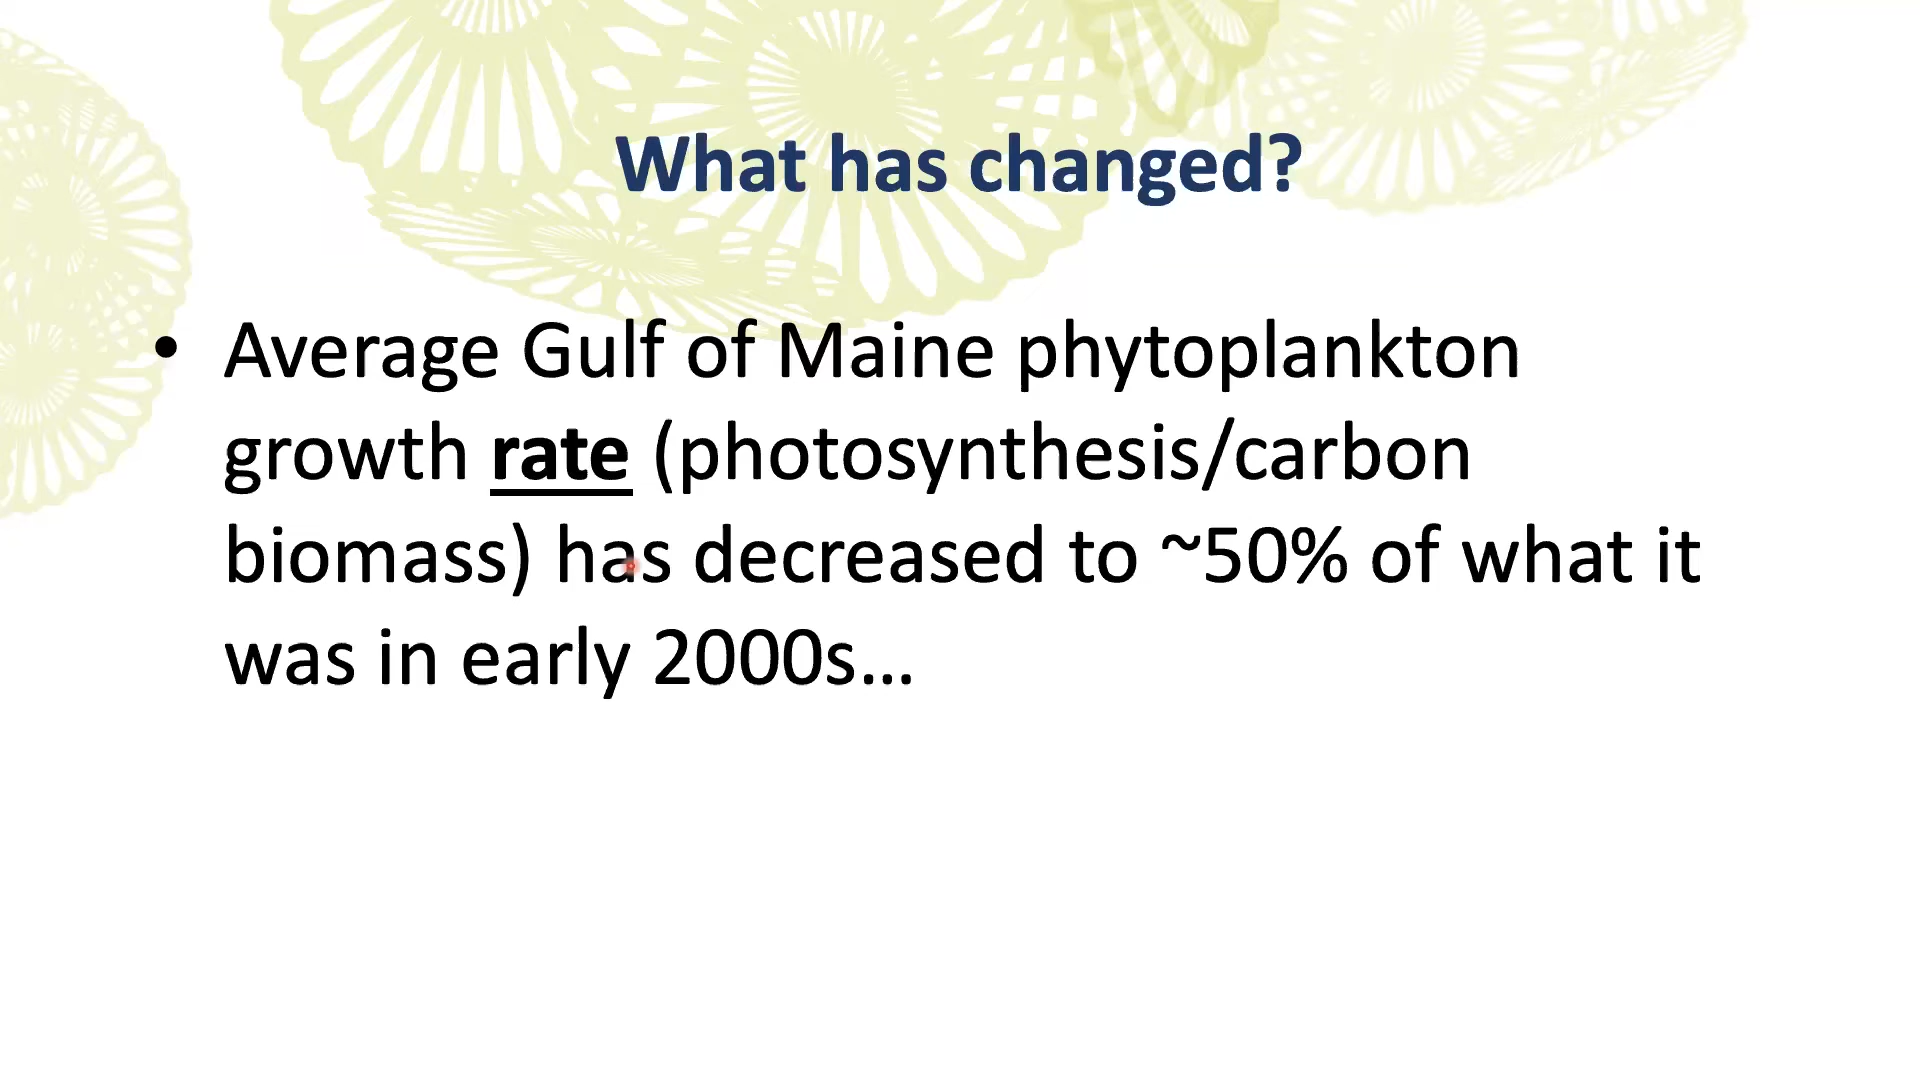 What has changed?
• Average Gulf of Maine phytoplankton
growth rate (photosynthesis/carbon
biomass) has decreased to ~50% of what it
was in early 2000s...